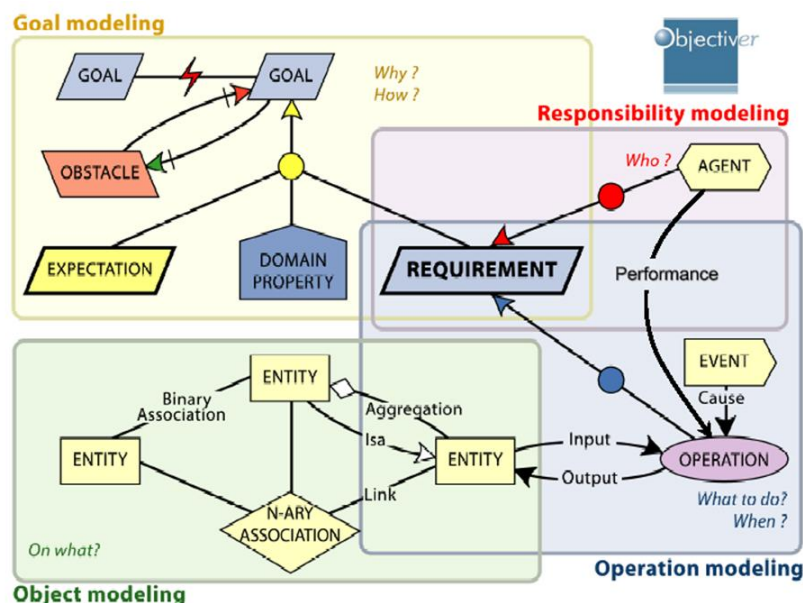 Goal modeling
Objectiver
GOAL
GOAL
Why ?
How ?
Responsibility modeling
OBSTACLE
Who ?
AGENT
EXPECTATION
DOMAIN
PROPERTY
REQUIREMENT
Performance
EVENT
Cause
ENTITY
Binary
Association
Aggregation
Isa
ENTITY
ENTITY
Input
OPERATION
Output
Link
N-ARY
ASSOCIATION
What to do?
When ?
On what?
Operation modeling
Object modeling